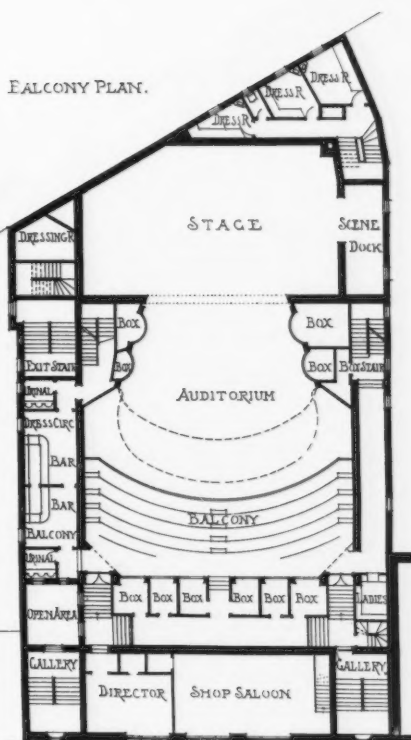 BALCONY PLAN.
DRESS R
DRESS R
DRESS R
STAGE
SCENE
DOCK
DRESSING R
BOX
BOX
EXIT STAIR
BOX
BOX
BOX STAIR
AUDITORIUM
URINAL
DRESS CIRC
BAR
BAR
BALCONY
BALCONY
URINAL
OPEN AREA
BOX
BOX
BOX
BOX
BOX
BOX
LADIES
GALLERY
GALLERY
DIRECTOR
SHOP SALOON